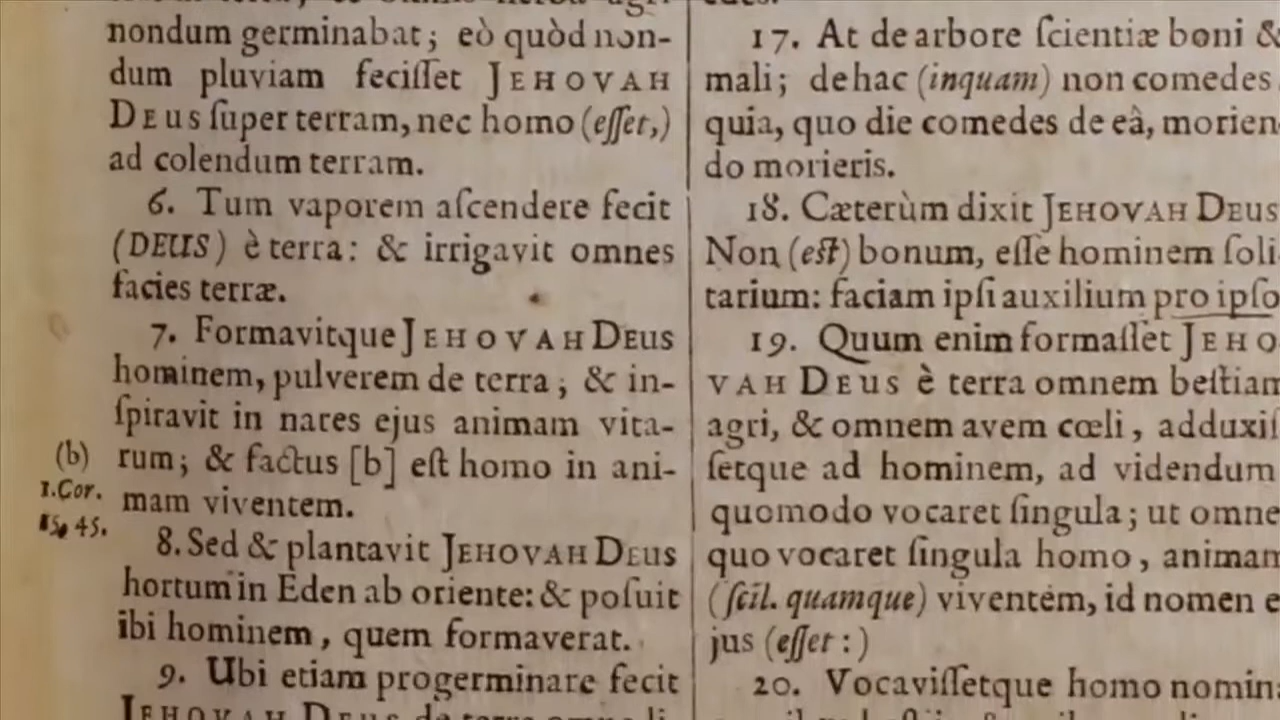 nondum germinabat; eò quòd non-
dum pluviam feciſſet JEHOVAH
DEUS ſuper terram, nec homo (eſſet,)
ad colendum terram.
6. Tum vaporem aſcendere fecit
(DEUS) è terra: & irrigavit omnes
facies terræ.
7. Formavitque JEHOVAH DEUS
hominem, pulverem de terra; & in-
ſpiravit in nares ejus animam vita-
(b) rum; & factus [b] eſt homo in ani-
1. Cor. mam viventem.
45.
8. Sed & plantavit JEHOVAH DEUS
hortum in Eden ab oriente: & poſuit
ibi hominem, quem formaverat.
9. Ubi etiam progerminare fecit
JEHOVAH DEUS de terra
17. At de arbore ſcientiæ boni &
mali; de hac (inquam) non comedes
quia, quo die comedes de eâ, morien
do morieris.
18. Cæterùm dixit JEHOVAH DEUS
Non (eſt) bonum, eſſe hominem ſoli
tarium: faciam ipſi auxilium pro ipſo
19. Quum enim formaſſet JEHO
VAH DEUS è terra omnem beſtiam
agri, & omnem avem cœli, adduxiſ
ſetque ad hominem, ad videndum
quomodo vocaret ſingula; ut omne
quo vocaret ſingula homo, animan
(ſcil. quamque) viventem, id nomen e
jus (eſſet:)
20. Vocaviſſetque homo nomin